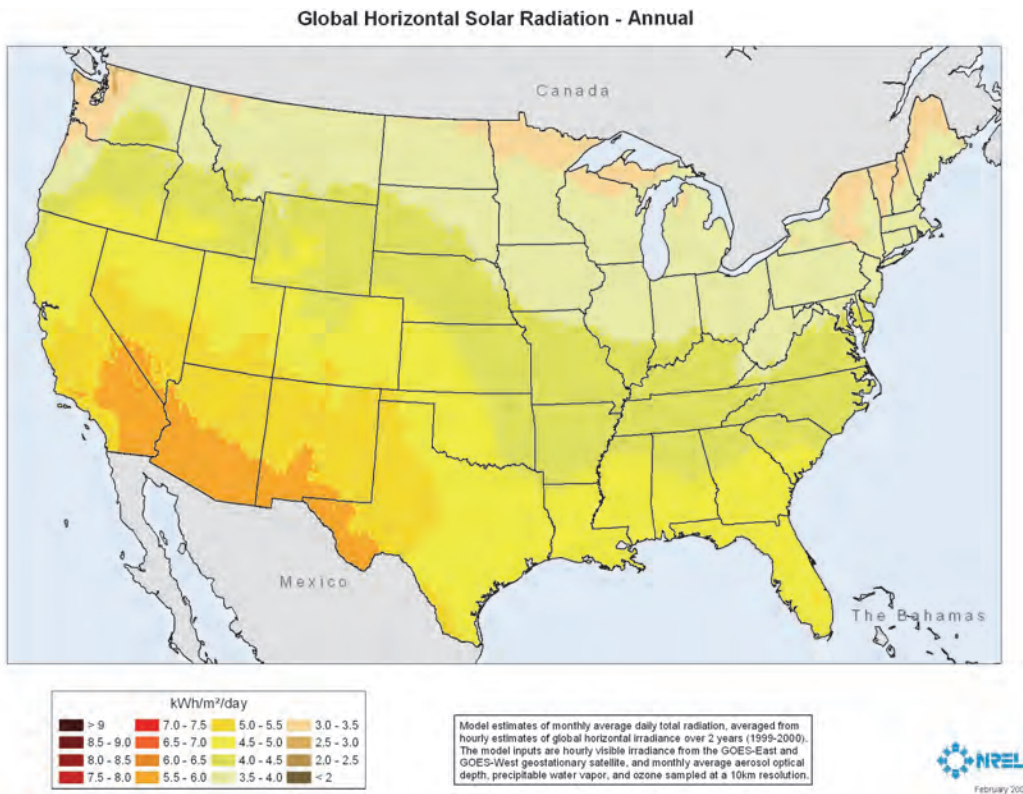 Global Horizontal Solar Radiation - Annual
Canada
Mexico
The Bahamas
kWh/m²/day
> 9
8.5 - 9.0
8.0 - 8.5
7.5 - 8.0
7.0 - 7.5
6.5 - 7.0
6.0 - 6.5
5.5 - 6.0
5.0 - 5.5
4.5 - 5.0
4.0 - 4.5
3.5 - 4.0
3.0 - 3.5
2.5 - 3.0
2.0 - 2.5
< 2
Model estimates of monthly average daily total radiation, averaged from
hourly estimates of global horizontal irradiance over 2 years (1999-2000).
The model inputs are hourly visible irradiance from the GOES-East and
GOES-West geostationary satellite, and monthly average aerosol optical
depth, precipitable water vapor, and ozone sampled at a 10km resolution.
NREL
February 200